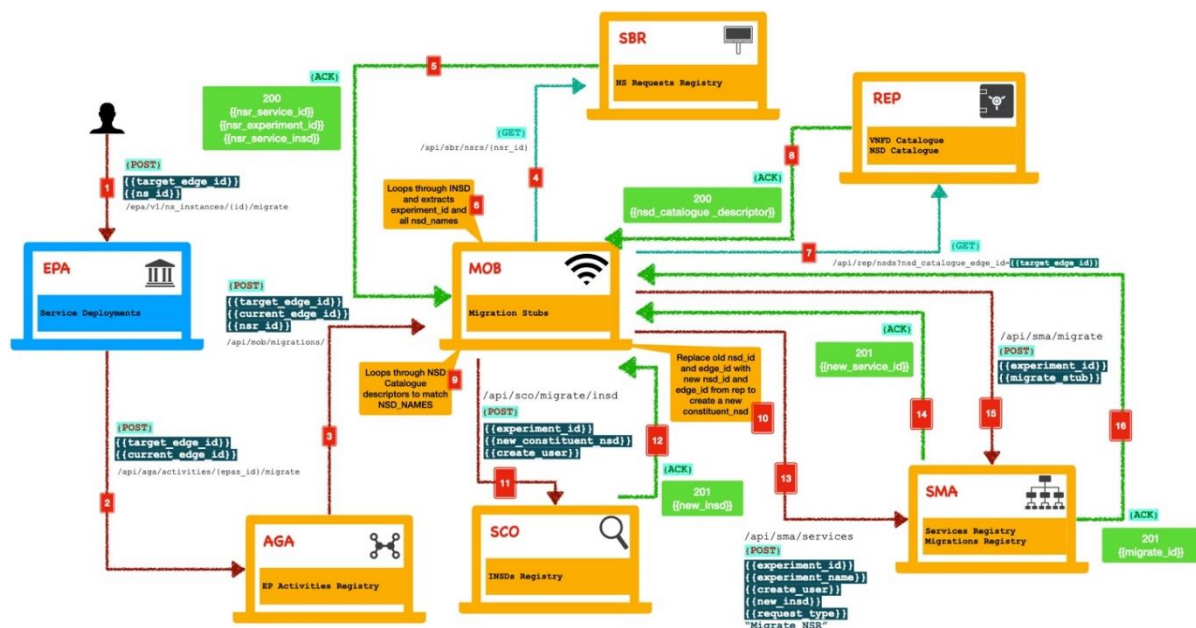 SBR
NS Requests Registry
5
(ACK)
200
{{nsr_service_id}}
{{nsr_experiment_id}}
{{nsr_service_insd}}
(GET)
/api/sbr/nsrs/(nsr_id)
4
REP
VNFD Catalogue
NSD Catalogue
8
(ACK)
200
{{nsd_catalogue _descriptor}}
1
(POST)
{{target_edge_id}}
{{ns_id}}
/epa/v1/ns_instances/(id)/migrate
Loops through INSD
and extracts
experiment_id and
all nsd_names
6
7
(GET)
/api/rep/nsds?nsd_catalogue_edge_id={{target_edge_id}}
EPA
Service Deployments
(POST)
{{target_edge_id}}
{{current_edge_id}}
{{nsr_id}}
/api/mob/migrations/
MOB
Migration Stubs
Loops through NSD
Catalogue
descriptors to match
NSD_NAMES
9
Replace old nsd_id
and edge_id with
new nsd_id and
edge_id from rep to
create a new
constituent_nsd
10
(ACK)
201
{{new_service_id}}
/api/sma/migrate
(POST)
{{experiment_id}}
{{migrate_stub}}
3
/api/sco/migrate/insd
(POST)
{{experiment_id}}
{{new_constituent_nsd}}
{{create_user}}
11
12
14
15
16
(POST)
{{target_edge_id}}
{{current_edge_id}}
/api/aga/activities/(epas_id)/migrate
2
(ACK)
201
{{new_insd}}
13
AGA
EP Activities Registry
SCO
INSDs Registry
SMA
Services Registry
Migrations Registry
(ACK)
201
{{migrate_id}}
/api/sma/services
(POST)
{{experiment_id}}
{{experiment_name}}
{{create_user}}
{{new_insd}}
{{request_type}}
"Migrate_NSR"